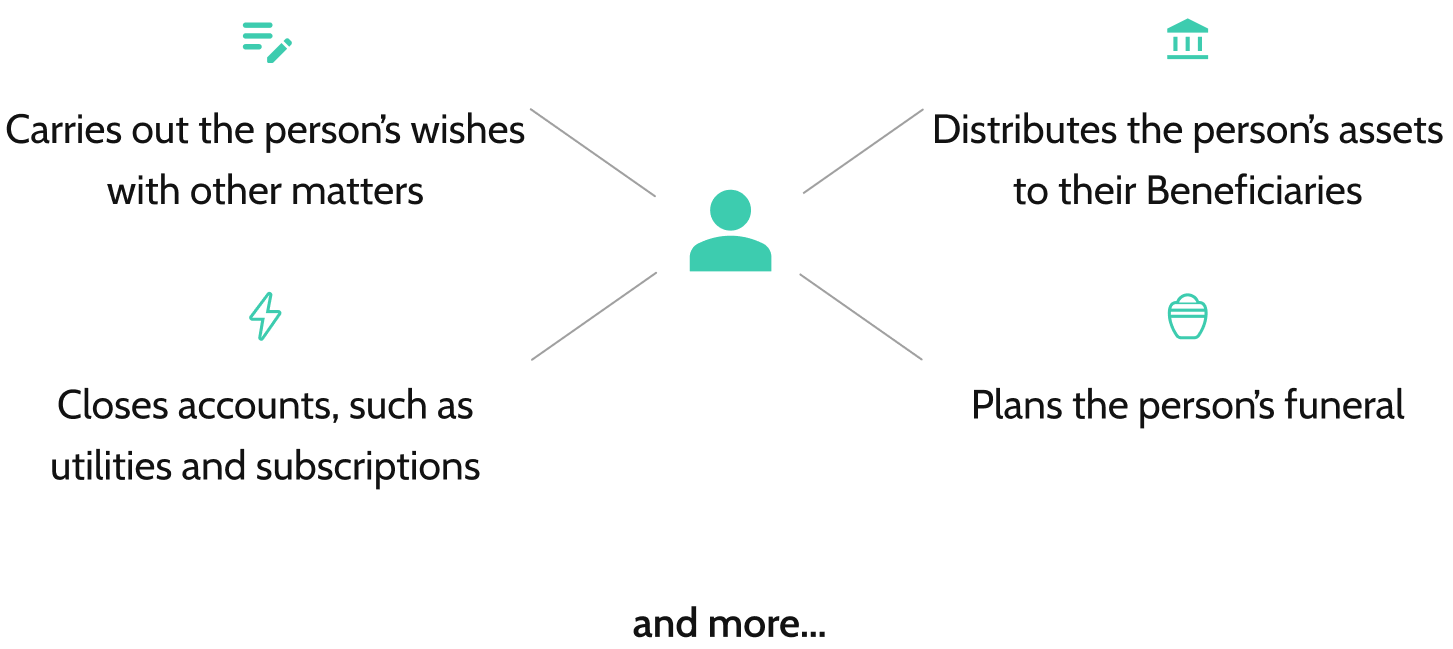 Carries out the person’s wishes
with other matters
Distributes the person’s assets
to their Beneficiaries
Closes accounts, such as
utilities and subscriptions
Plans the person’s funeral
and more...